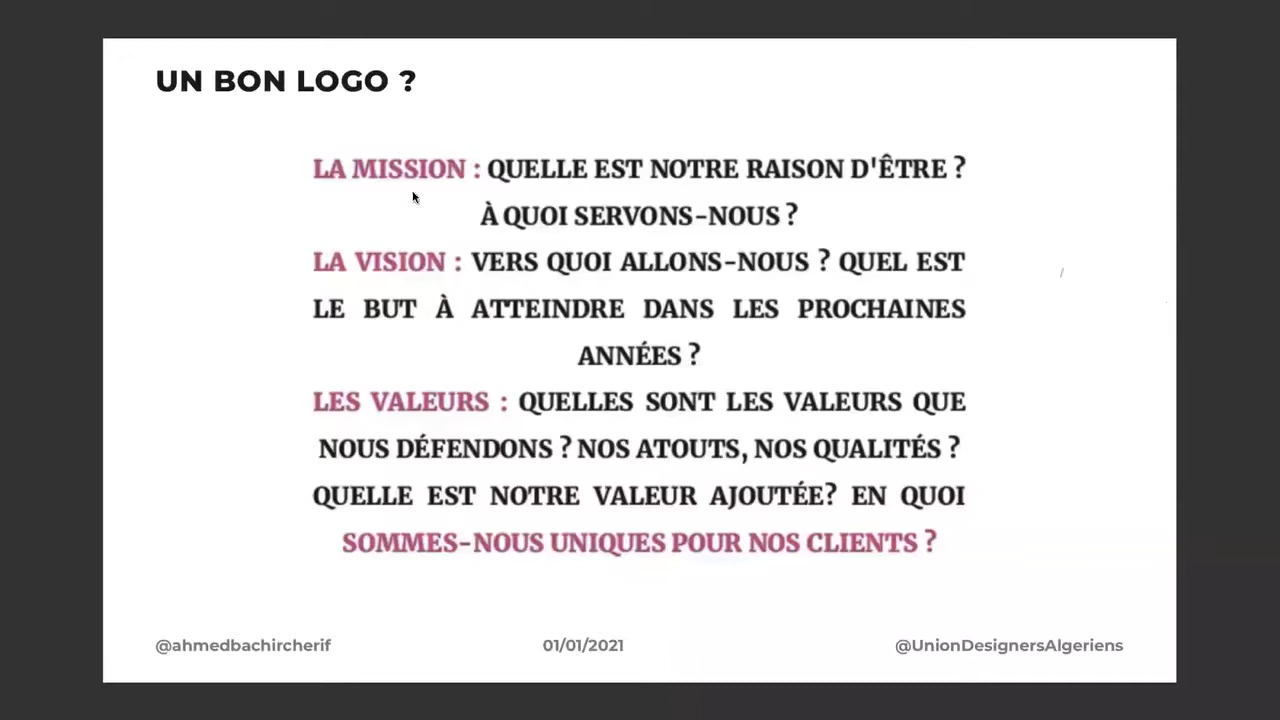 UN BON LOGO ?
LA MISSION : QUELLE EST NOTRE RAISON D'ÊTRE ?
À QUOI SERVONS-NOUS ?
LA VISION : VERS QUOI ALLONS-NOUS ? QUEL EST
LE BUT À ATTEINDRE DANS LES PROCHAINES
ANNÉES ?
LES VALEURS : QUELLES SONT LES VALEURS QUE
NOUS DÉFENDONS ? NOS ATOUTS, NOS QUALITÉS ?
QUELLE EST NOTRE VALEUR AJOUTÉE? EN QUOI
SOMMES-NOUS UNIQUES POUR NOS CLIENTS ?
@ahmedbachircherif
01/01/2021
@UnionDesignersAlgeriens